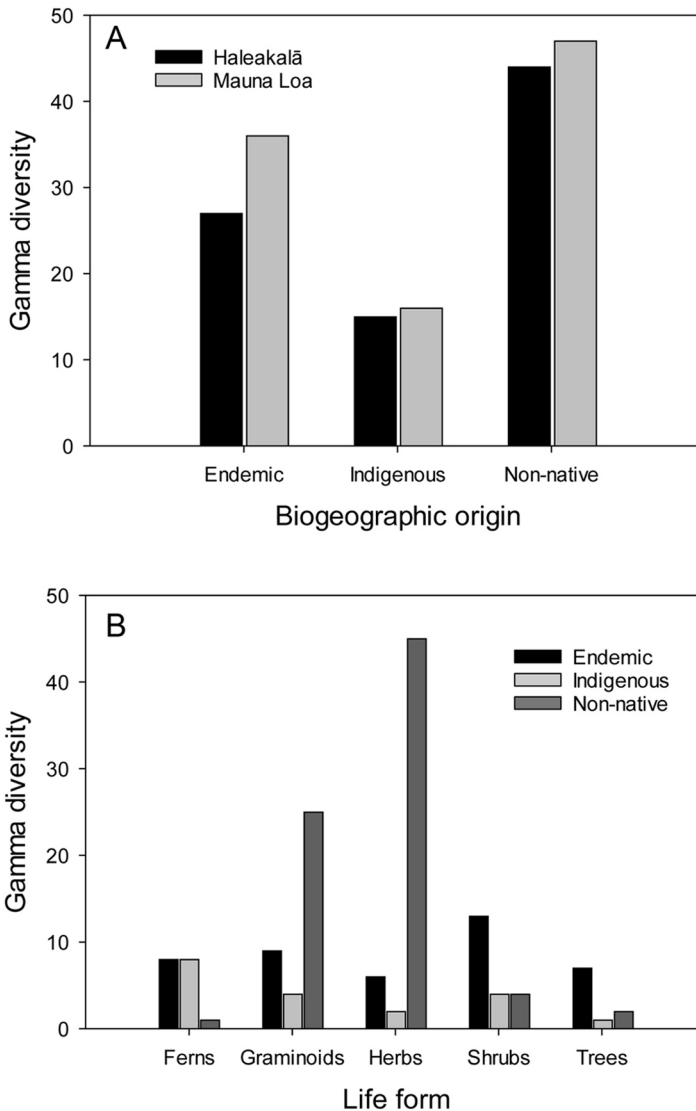 A
Haleakalā
Mauna Loa
50
40
30
20
10
0
Gamma diversity
Endemic Indigenous Non-native
Biogeographic origin
B
Endemic
Indigenous
Non-native
50
40
30
20
10
0
Gamma diversity
Ferns Graminoids Herbs Shrubs Trees
Life form